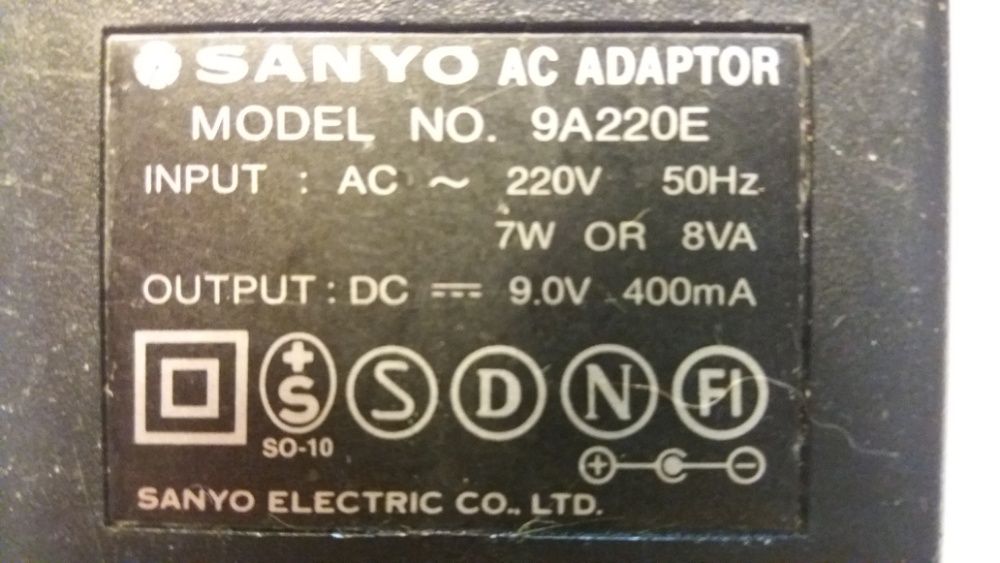 SANYO AC ADAPTOR
MODEL NO. 9A220E
INPUT : AC ~ 220V 50Hz
7W OR 8VA
OUTPUT : DC ⎓ 9.0V 400mA
+S S D N FI
SO-10
+ -
SANYO ELECTRIC CO., LTD.